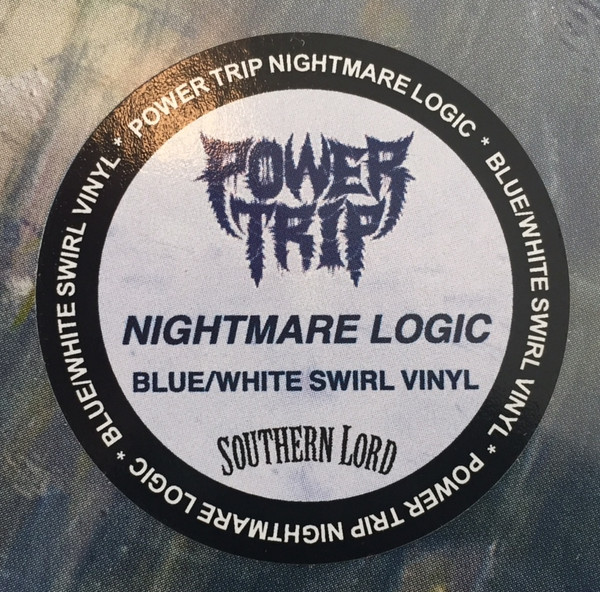 POWER TRIP NIGHTMARE LOGIC * BLUE/WHITE SWIRL VINYL * POWER TRIP NIGHTMARE LOGIC * BLUE/WHITE SWIRL VINYL *
POWER
TRIP
NIGHTMARE LOGIC
BLUE/WHITE SWIRL VINYL
SOUTHERN LORD